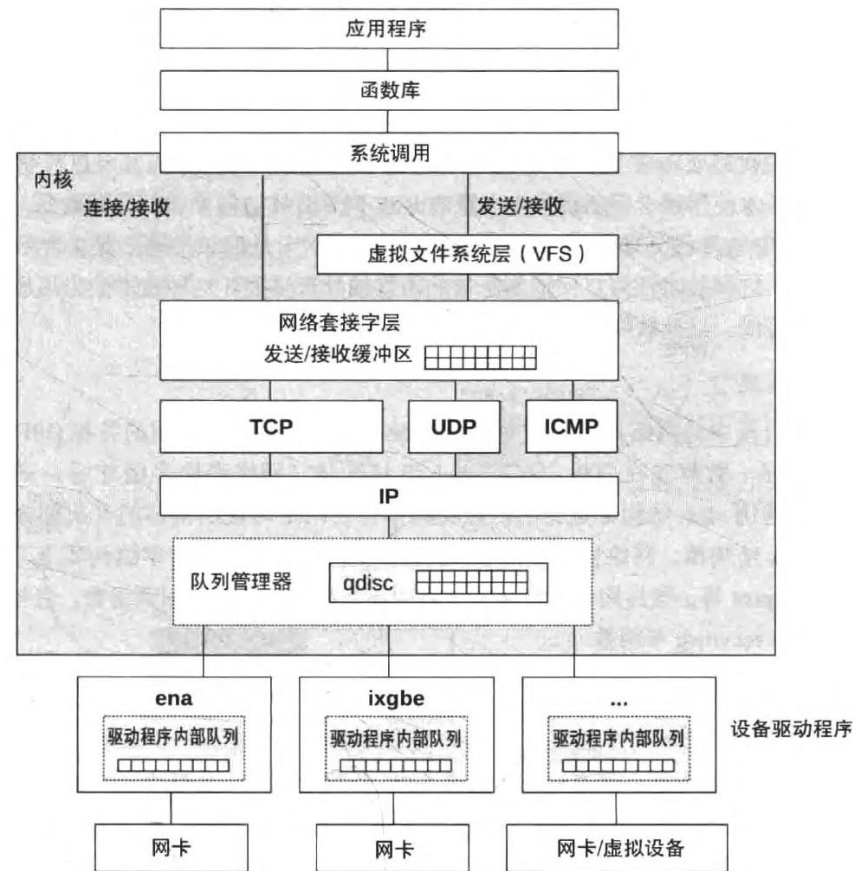 应用程序
函数库
系统调用
内核
连接/接收
发送/接收
虚拟文件系统层（VFS）
网络套接字层
发送/接收缓冲区
TCP
UDP
ICMP
IP
队列管理器
qdisc
ena
ixgbe
...
驱动程序内部队列
驱动程序内部队列
驱动程序内部队列
设备驱动程序
网卡
网卡
网卡/虚拟设备